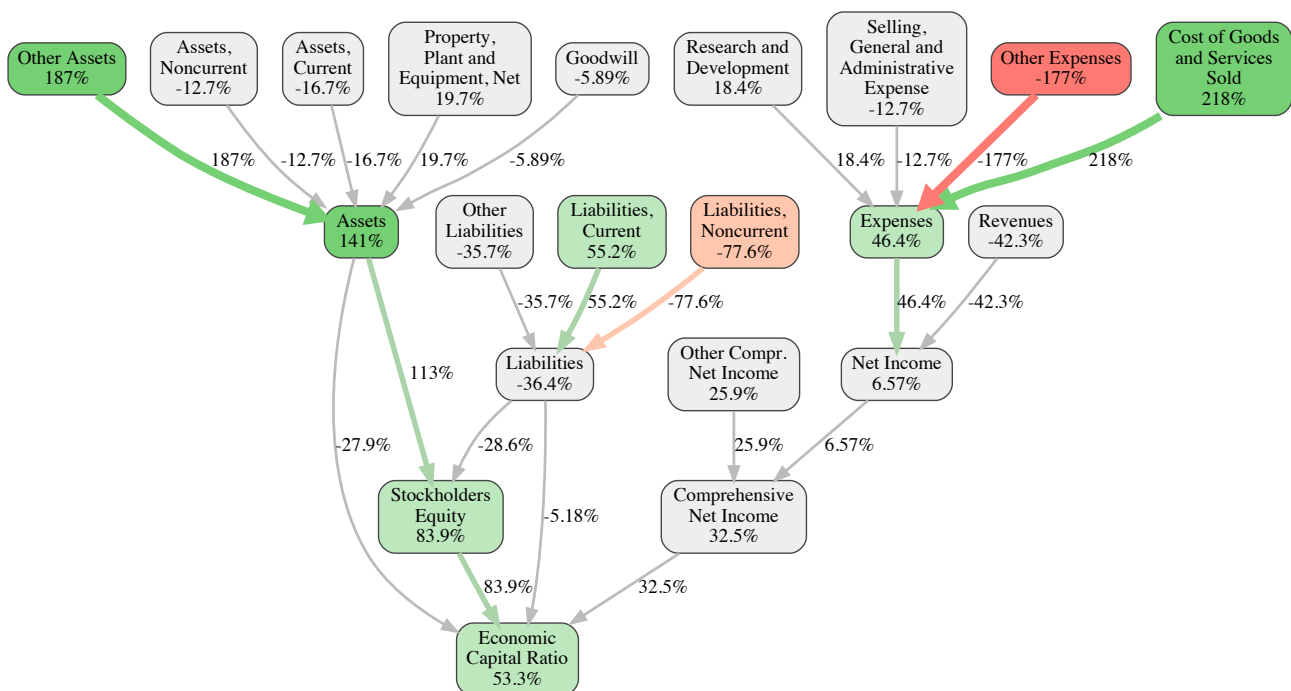 Other Assets
187%
Assets,
Noncurrent
-12.7%
Assets,
Current
-16.7%
Property,
Plant and
Equipment, Net
19.7%
Goodwill
-5.89%
Research and
Development
18.4%
Selling,
General and
Administrative
Expense
-12.7%
Other Expenses
-177%
Cost of Goods
and Services
Sold
218%
187%
-12.7%
-16.7%
19.7%
-5.89%
18.4%
-12.7%
-177%
218%
Assets
141%
Other
Liabilities
-35.7%
Liabilities,
Current
55.2%
Liabilities,
Noncurrent
-77.6%
Expenses
46.4%
Revenues
-42.3%
-35.7%
55.2%
-77.6%
46.4%
-42.3%
113%
Liabilities
-36.4%
Other Compr.
Net Income
25.9%
Net Income
6.57%
-27.9%
-28.6%
25.9%
6.57%
Stockholders
Equity
83.9%
-5.18%
Comprehensive
Net Income
32.5%
83.9%
32.5%
Economic
Capital Ratio
53.3%